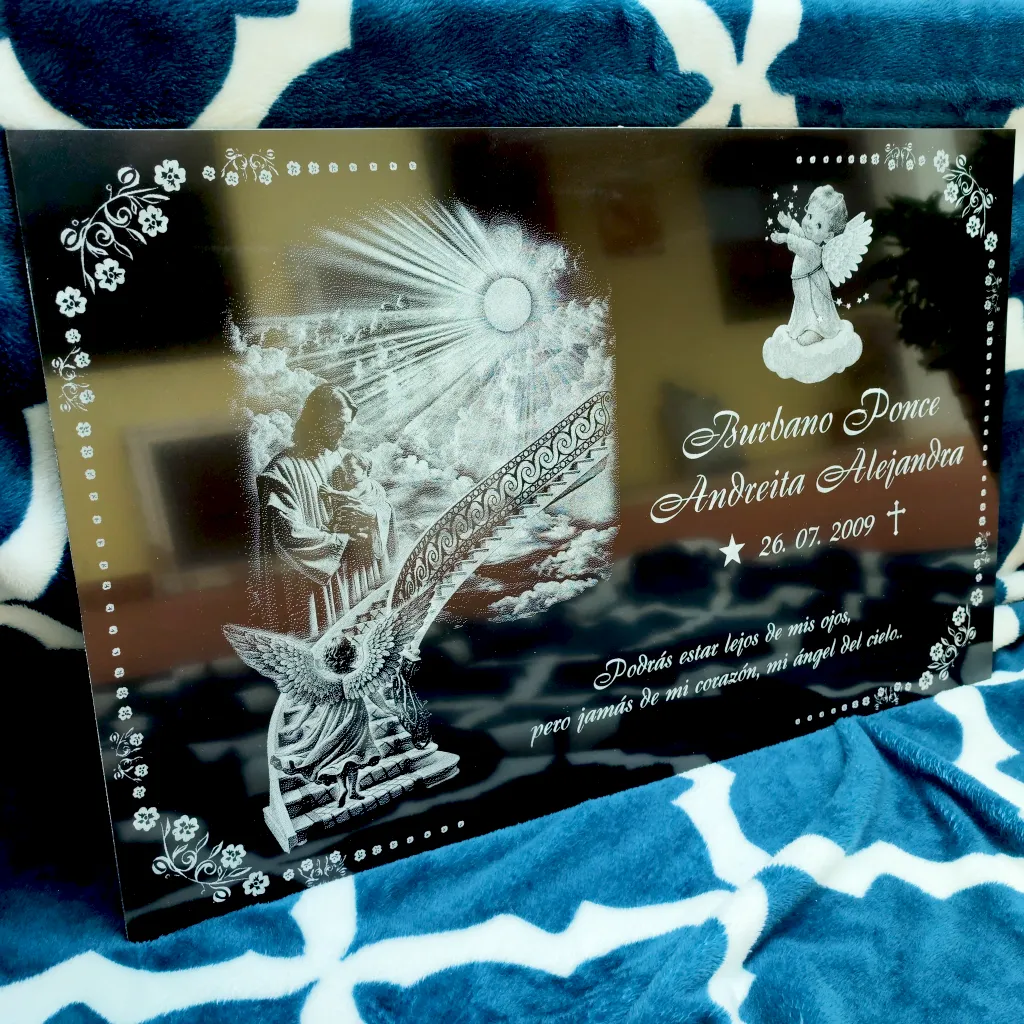 Burbano Ponce
Andreita Alejandra
26. 07. 2009
Podrás estar lejos de mis ojos,
pero jamás de mi corazón, mi ángel del cielo..